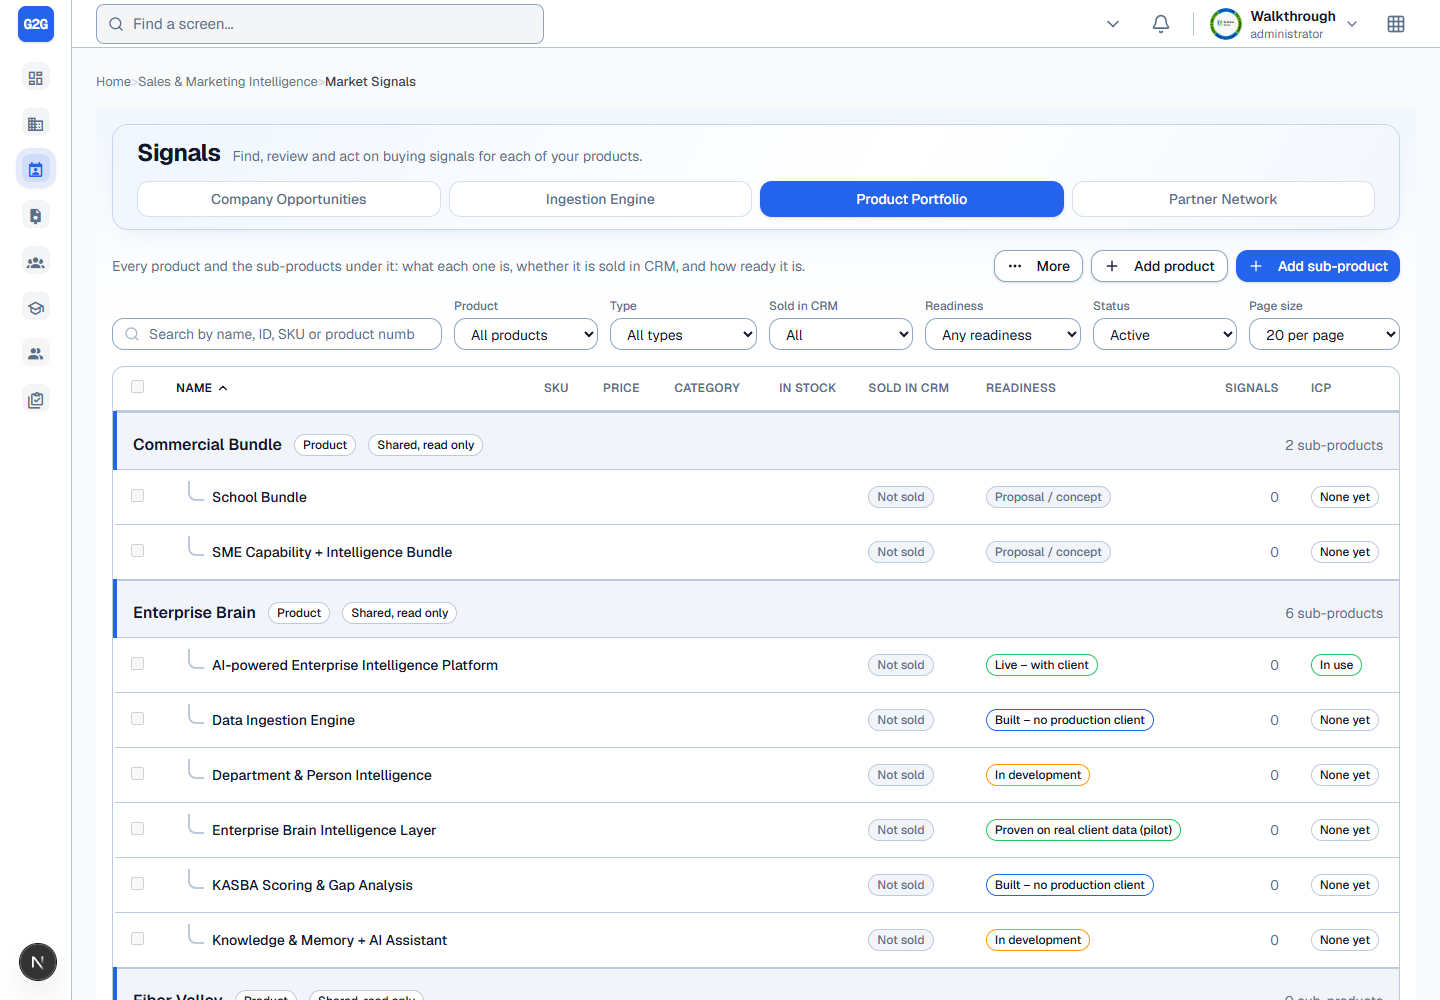 G2G
Find a screen...
Walkthrough
administrator
Home>Sales & Marketing Intelligence>Market Signals
Signals
Find, review and act on buying signals for each of your products.
Company Opportunities
Ingestion Engine
Product Portfolio
Partner Network
Every product and the sub-products under it: what each one is, whether it is sold in CRM, and how ready it is.
More
Add product
Add sub-product
Product
Type
Sold in CRM
Readiness
Status
Page size
Search by name, ID, SKU or product numb
All products
All types
All
Any readiness
Active
20 per page
NAME SKU PRICE CATEGORY IN STOCK SOLD IN CRM READINESS SIGNALS ICP
Commercial Bundle Product Shared, read only 2 sub-products
School Bundle Not sold Proposal / concept 0 None yet
SME Capability + Intelligence Bundle Not sold Proposal / concept 0 None yet
Enterprise Brain Product Shared, read only 6 sub-products
AI-powered Enterprise Intelligence Platform Not sold Live – with client 0 In use
Data Ingestion Engine Not sold Built – no production client 0 None yet
Department & Person Intelligence Not sold In development 0 None yet
Enterprise Brain Intelligence Layer Not sold Proven on real client data (pilot) 0 None yet
KASBA Scoring & Gap Analysis Not sold Built – no production client 0 None yet
Knowledge & Memory + AI Assistant Not sold In development 0 None yet
N
Fiber Valley Product Shared, read only sub-products